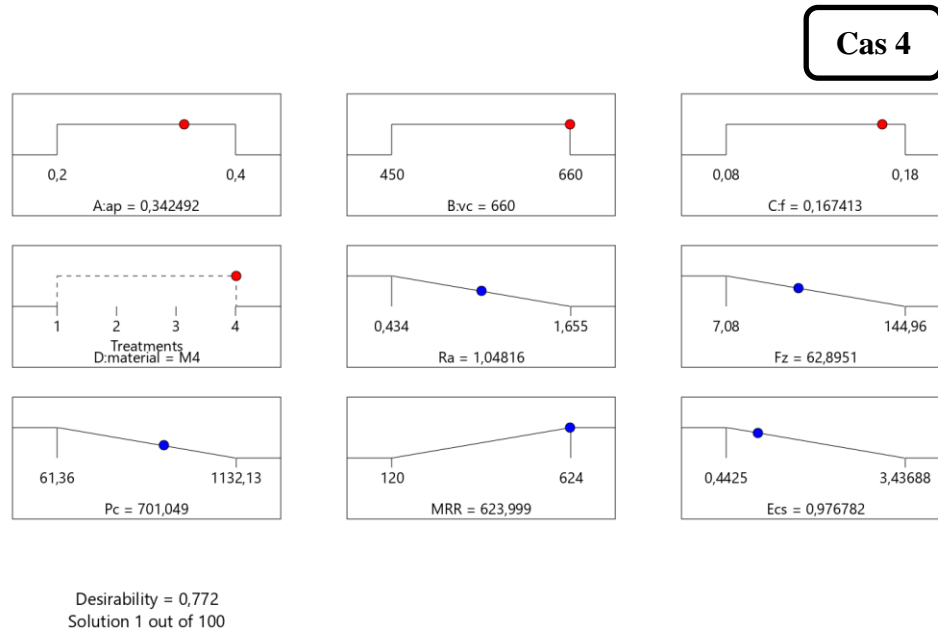 Cas 4
0,2 0,4
A:ap = 0,342492
450 660
B:vc = 660
0,08 0,18
C:f = 0,167413
1 2 3 4
Treatments
D:material = M4
0,434 1,655
Ra = 1,04816
7,08 144,96
Fz = 62,8951
61,36 1132,13
Pc = 701,049
120 624
MRR = 623,999
0,4425 3,43688
Ecs = 0,976782
Desirability = 0,772
Solution 1 out of 100